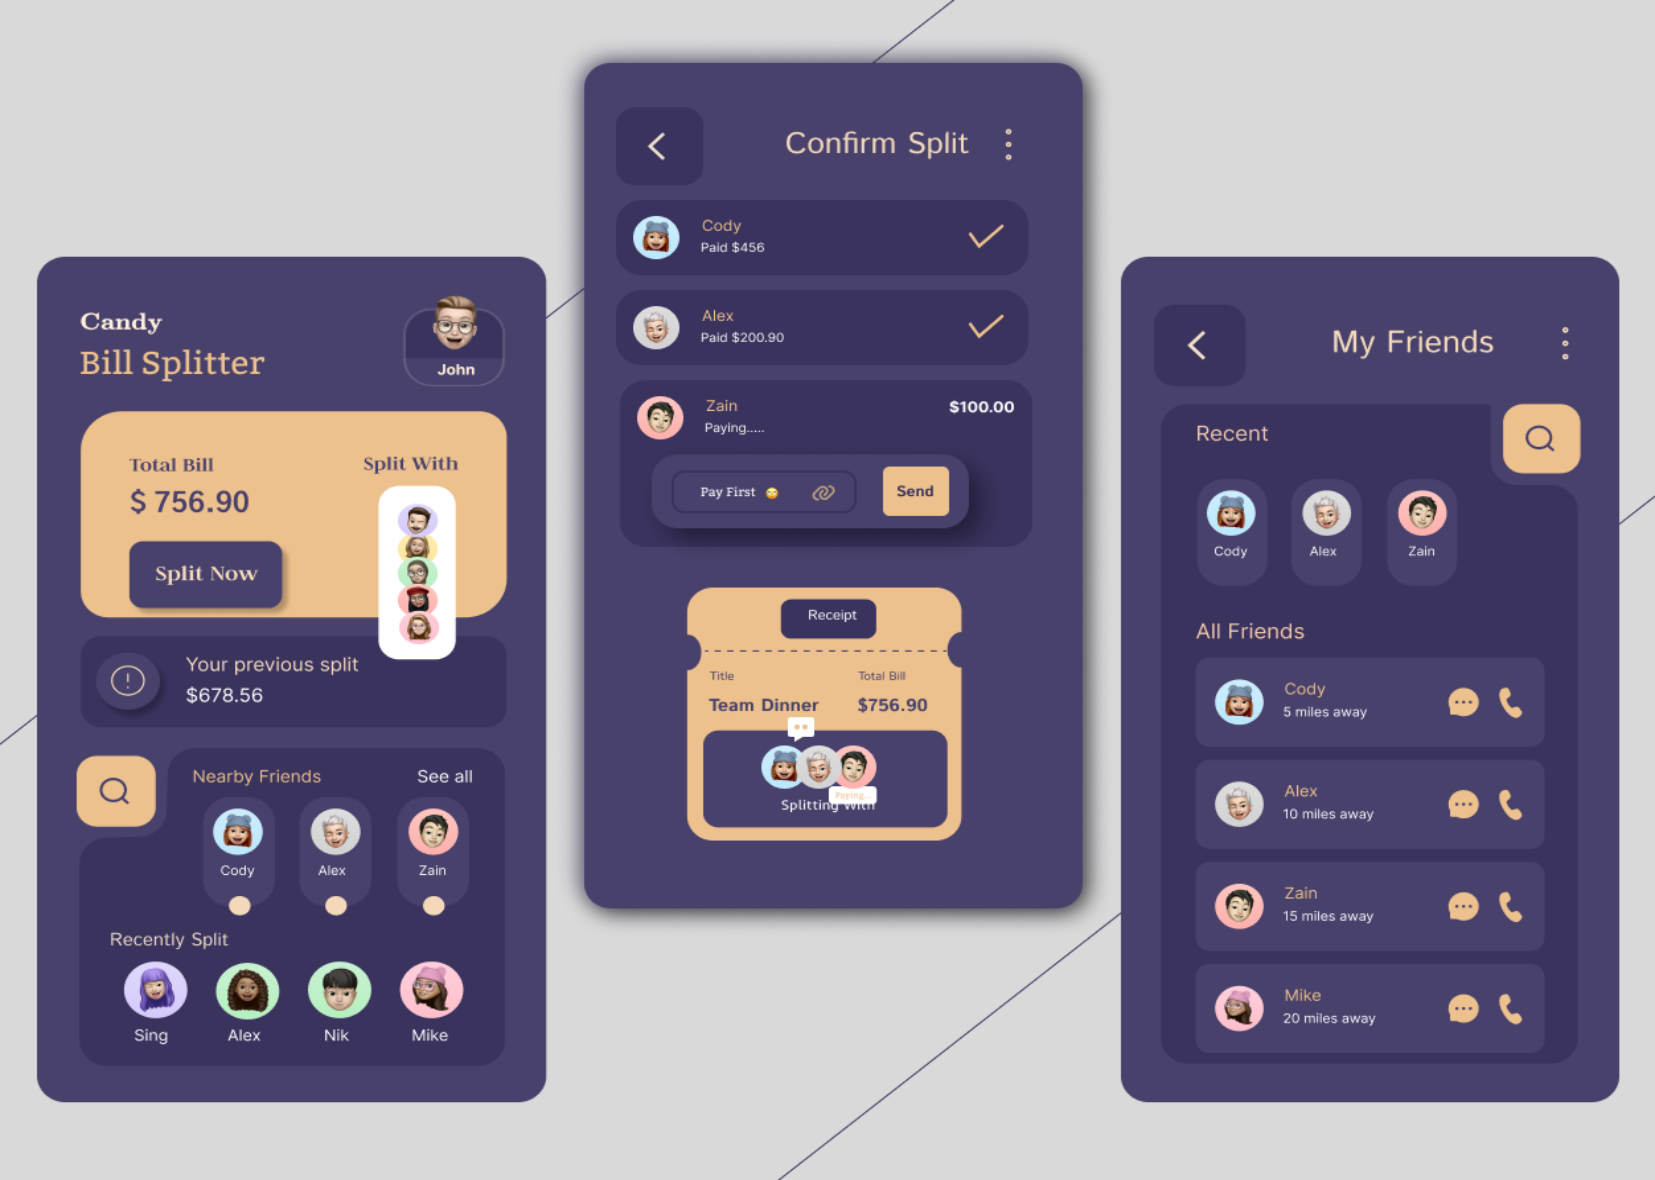 Candy
Bill Splitter
John
Total Bill
$ 756.90
Split With
Split Now
Your previous split
$678.56
Nearby Friends
See all
Cody
Alex
Zain
Recently Split
Sing
Alex
Nik
Mike
Confirm Split
Cody
Paid $456
Alex
Paid $200.90
Zain
$100.00
Paying.....
Pay First
Send
Receipt
Title
Total Bill
Team Dinner
$756.90
Paying..
Splitting With
My Friends
Recent
Cody
Alex
Zain
All Friends
Cody
5 miles away
Alex
10 miles away
Zain
15 miles away
Mike
20 miles away